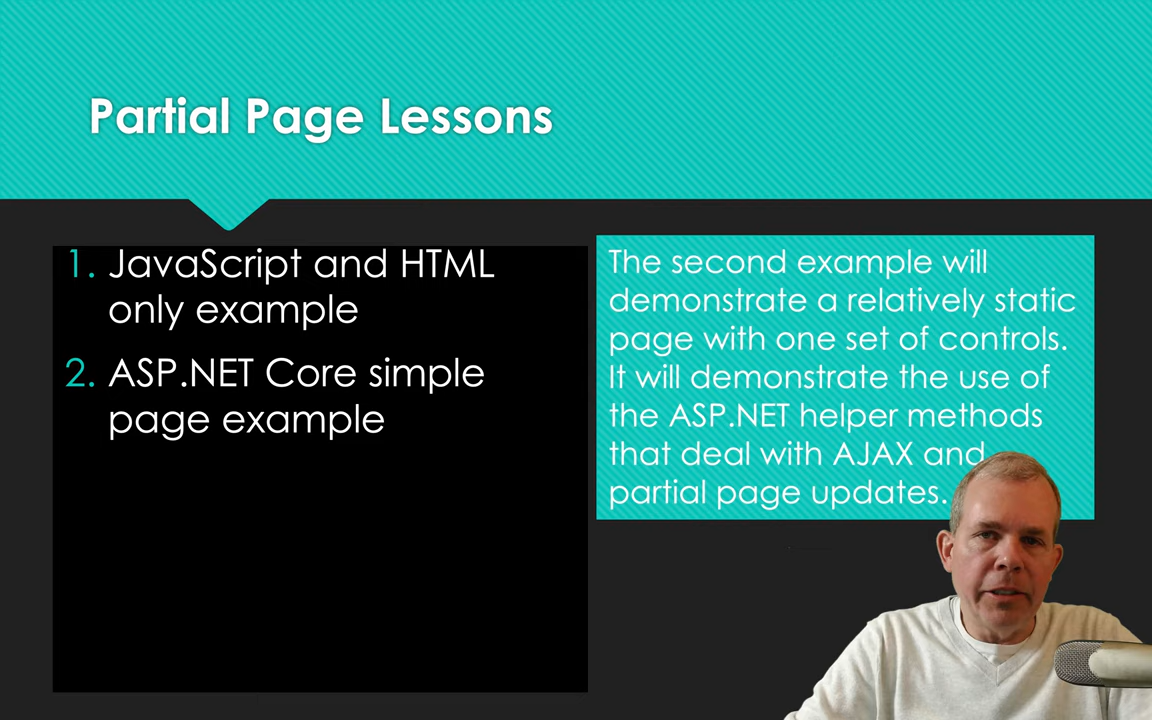 Partial Page Lessons
1. JavaScript and HTML
only example
2. ASP.NET Core simple
page example
The second example will
demonstrate a relatively static
page with one set of controls.
It will demonstrate the use of
the ASP.NET helper methods
that deal with AJAX and
partial page updates.